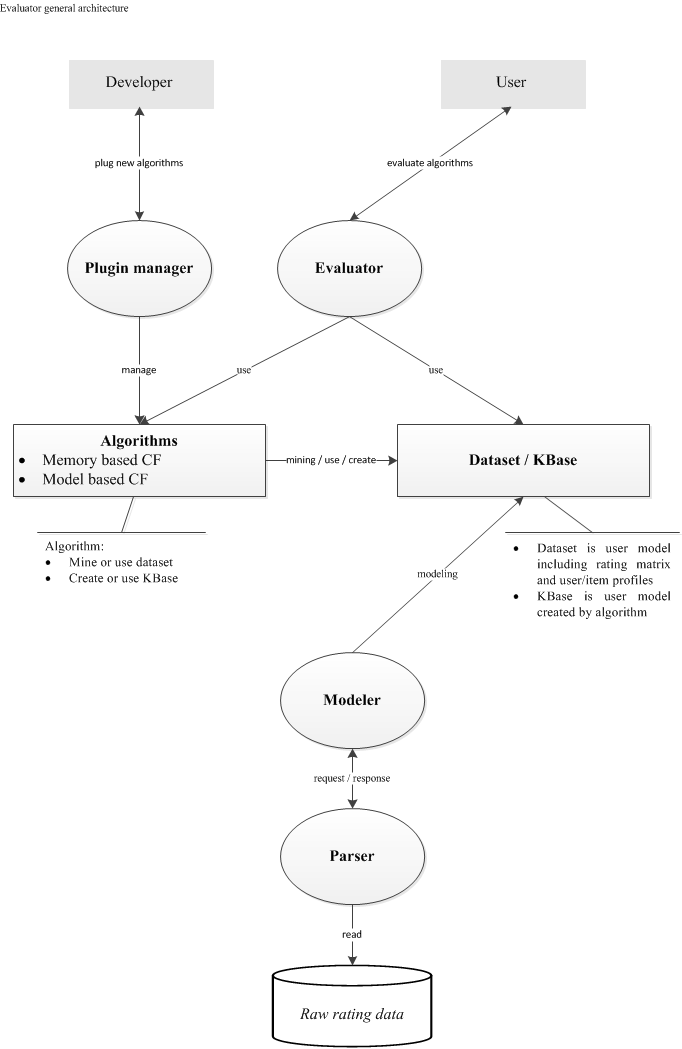 Evaluator general architecture
Developer
User
plug new algorithms
evaluate algorithms
Plugin manager
Evaluator
manage
use
use
Algorithms
• Memory based CF
• Model based CF
mining / use / create
Dataset / KBase
Algorithm:
• Mine or use dataset
• Create or use KBase
• Dataset is user model
including rating matrix
and user/item profiles
• KBase is user model
created by algorithm
modeling
Modeler
request / response
Parser
read
Raw rating data